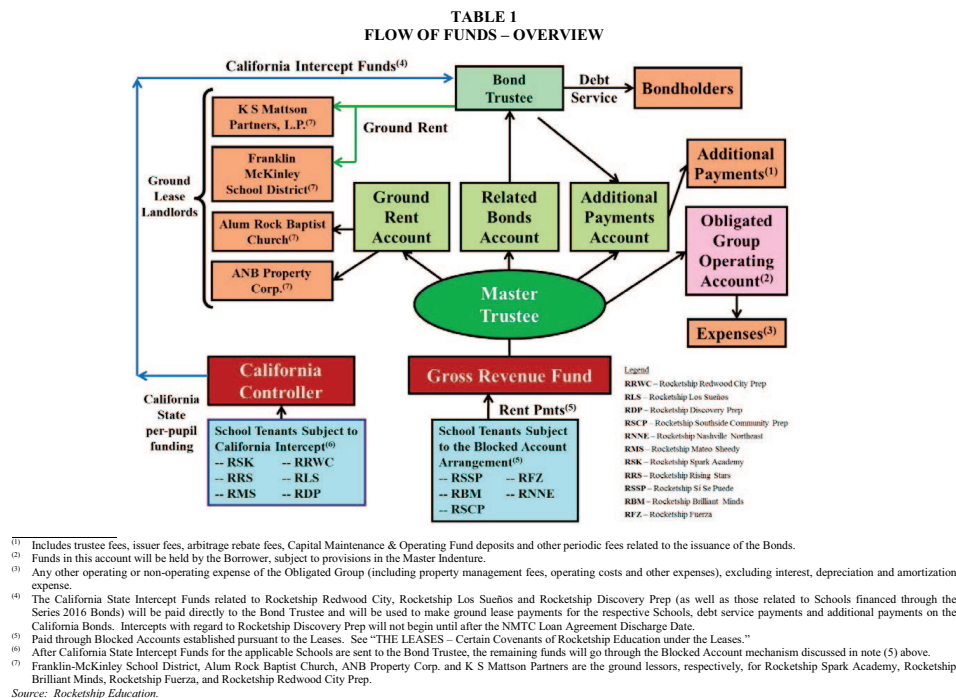 TABLE 1
FLOW OF FUNDS – OVERVIEW
California Intercept Funds(4)
Bond
Trustee
Debt
Service
Bondholders
K S Mattson
Partners, L.P.(7)
Ground Rent
Franklin
McKinley
School District(7)
Ground
Lease
Landlords
Alum Rock Baptist
Church(7)
ANB Property
Corp.(7)
Ground
Rent
Account
Related
Bonds
Account
Additional
Payments
Account
Additional
Payments(1)
Obligated
Group
Operating
Account(2)
Expenses(3)
Master
Trustee
California
Controller
Gross Revenue Fund
California
State
per-pupil
funding
Rent Pmts(5)
School Tenants Subject to
California Intercept(6)
-- RSK -- RRWC
-- RRS -- RLS
-- RMS -- RDP
School Tenants Subject
to the Blocked Account
Arrangement(5)
-- RSSP -- RFZ
-- RBM -- RNNE
-- RSCP
Legend
RRWC – Rocketship Redwood City Prep
RLS – Rocketship Los Sueños
RDP – Rocketship Discovery Prep
RSCP – Rocketship Southside Community Prep
RNNE – Rocketship Nashville Northeast
RMS – Rocketship Mateo Sheedy
RSK – Rocketship Spark Academy
RRS – Rocketship Rising Stars
RSSP – Rocketship Sí Se Puede
RBM – Rocketship Brilliant Minds
RFZ – Rocketship Fuerza
(1) Includes trustee fees, issuer fees, arbitrage rebate fees, Capital Maintenance & Operating Fund deposits and other periodic fees related to the issuance of the Bonds.
(2) Funds in this account will be held by the Borrower, subject to provisions in the Master Indenture.
(3) Any other operating or non-operating expense of the Obligated Group (including property management fees, operating costs and other expenses), excluding interest, depreciation and amortization
expense.
(4) The California State Intercept Funds related to Rocketship Redwood City, Rocketship Los Sueños and Rocketship Discovery Prep (as well as those related to Schools financed through the
Series 2016 Bonds) will be paid directly to the Bond Trustee and will be used to make ground lease payments for the respective Schools, debt service payments and additional payments on the
California Bonds. Intercepts with regard to Rocketship Discovery Prep will not begin until after the NMTC Loan Agreement Discharge Date.
(5) Paid through Blocked Accounts established pursuant to the Leases. See “THE LEASES – Certain Covenants of Rocketship Education under the Leases.”
(6) After California State Intercept Funds for the applicable Schools are sent to the Bond Trustee, the remaining funds will go through the Blocked Account mechanism discussed in note (5) above.
(7) Franklin-McKinley School District, Alum Rock Baptist Church, ANB Property Corp. and K S Mattson Partners are the ground lessors, respectively, for Rocketship Spark Academy, Rocketship
Brilliant Minds, Rocketship Fuerza, and Rocketship Redwood City Prep.
Source: Rocketship Education.